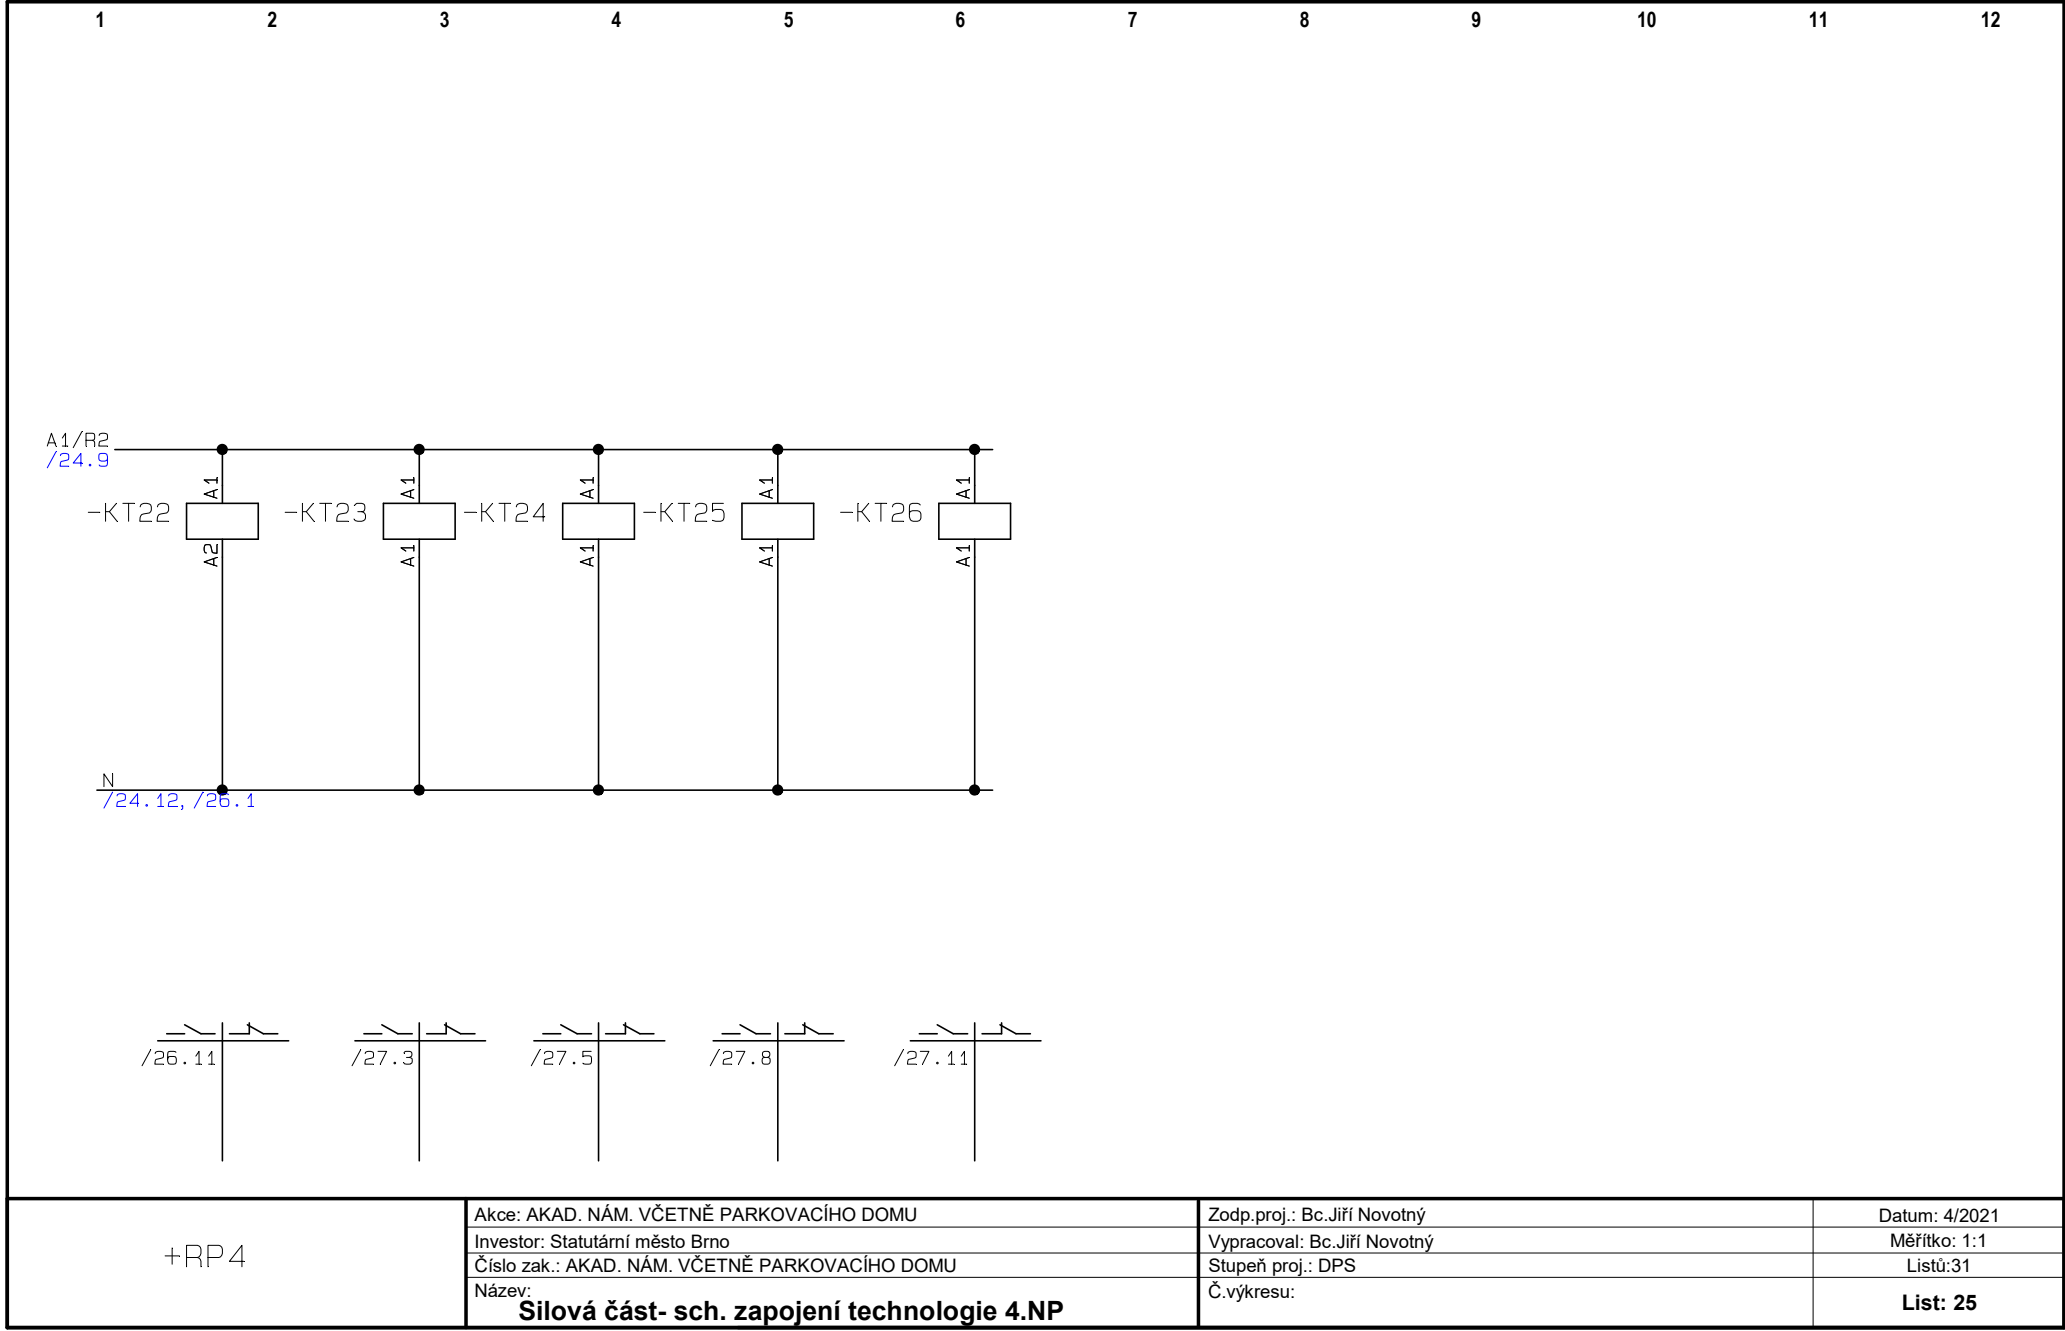 1 2 3 4 5 6 7 8 9 10 11 12
A1/R2
/24.9
A1 A1 A1 A1 A1
-KT22 -KT23 -KT24 -KT25 -KT26
A2 A1 A1 A1 A1
N
/24.12, /26.1
/26.11 /27.3 /27.5 /27.8 /27.11
+RP4
Akce: AKAD. NÁM. VČETNĚ PARKOVACÍHO DOMU
Investor: Statutární město Brno
Číslo zak.: AKAD. NÁM. VČETNĚ PARKOVACÍHO DOMU
Název:
Silová část- sch. zapojení technologie 4.NP
Zodp.proj.: Bc.Jiří Novotný
Vypracoval: Bc.Jiří Novotný
Stupeň proj.: DPS
Č.výkresu:
Datum: 4/2021
Měřítko: 1:1
Listů:31
List: 25